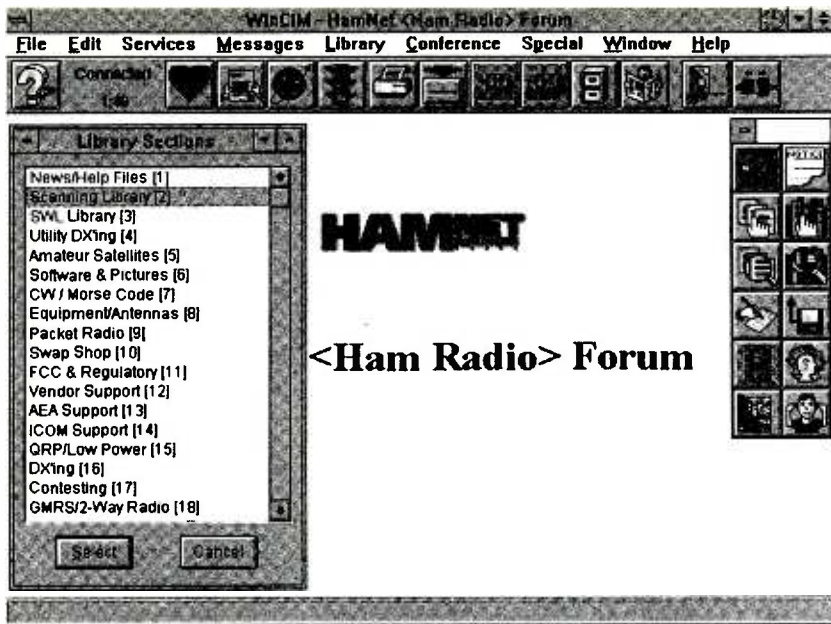 WinCIM - HamNet <Ham Radio> Forum
File Edit Services Messages Library Conference Special Window Help
Connected
Library Sections
News/Help Files [1]
Scanning Library [2]
SWL Library [3]
Utility DX'ing [4]
Amateur Satellites [5]
Software & Pictures [6]
CW / Morse Code [7]
Equipment/Antennas [8]
Packet Radio [9]
Swap Shop [10]
FCC & Regulatory [11]
Vendor Support [12]
AEA Support [13]
ICOM Support [14]
QRP/Low Power [15]
DX'ing [16]
Contesting [17]
GMRS/2-Way Radio [18]
Select Cancel
HAMNET
<Ham Radio> Forum
NOTICE